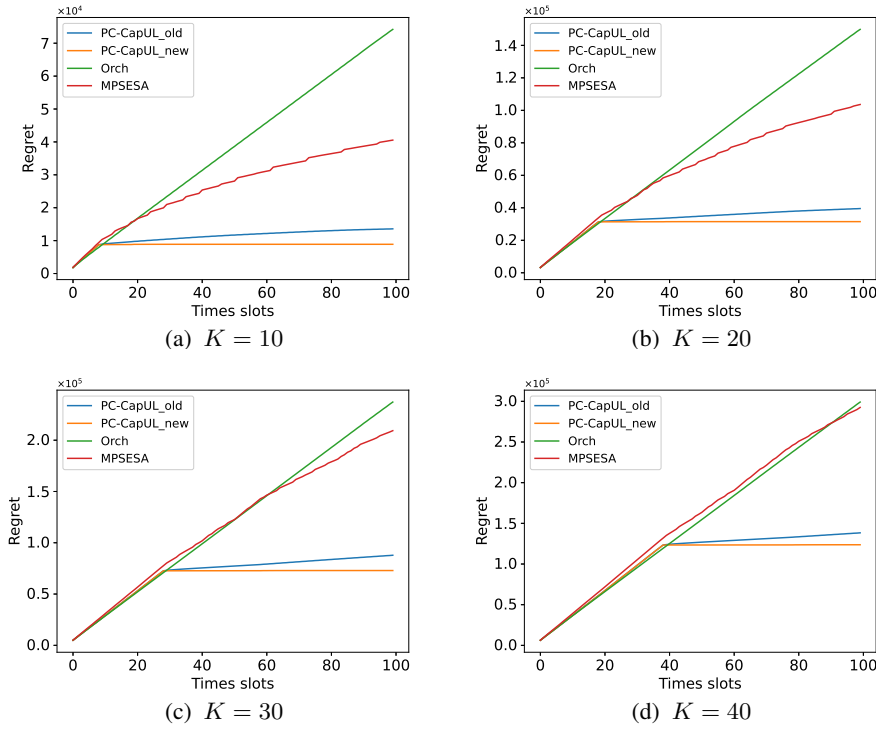 ×10⁴
7
6
5
4
3
2
1
0
Regret
PC-CapUL_old
PC-CapUL_new
Orch
MPSESA
0 20 40 60 80 100
Times slots
(a) K = 10
×10⁵
1.4
1.2
1.0
0.8
0.6
0.4
0.2
0.0
Regret
PC-CapUL_old
PC-CapUL_new
Orch
MPSESA
0 20 40 60 80 100
Times slots
(b) K = 20
×10⁵
2.0
1.5
1.0
0.5
0.0
Regret
PC-CapUL_old
PC-CapUL_new
Orch
MPSESA
0 20 40 60 80 100
Times slots
(c) K = 30
×10⁵
3.0
2.5
2.0
1.5
1.0
0.5
0.0
Regret
PC-CapUL_old
PC-CapUL_new
Orch
MPSESA
0 20 40 60 80 100
Times slots
(d) K = 40